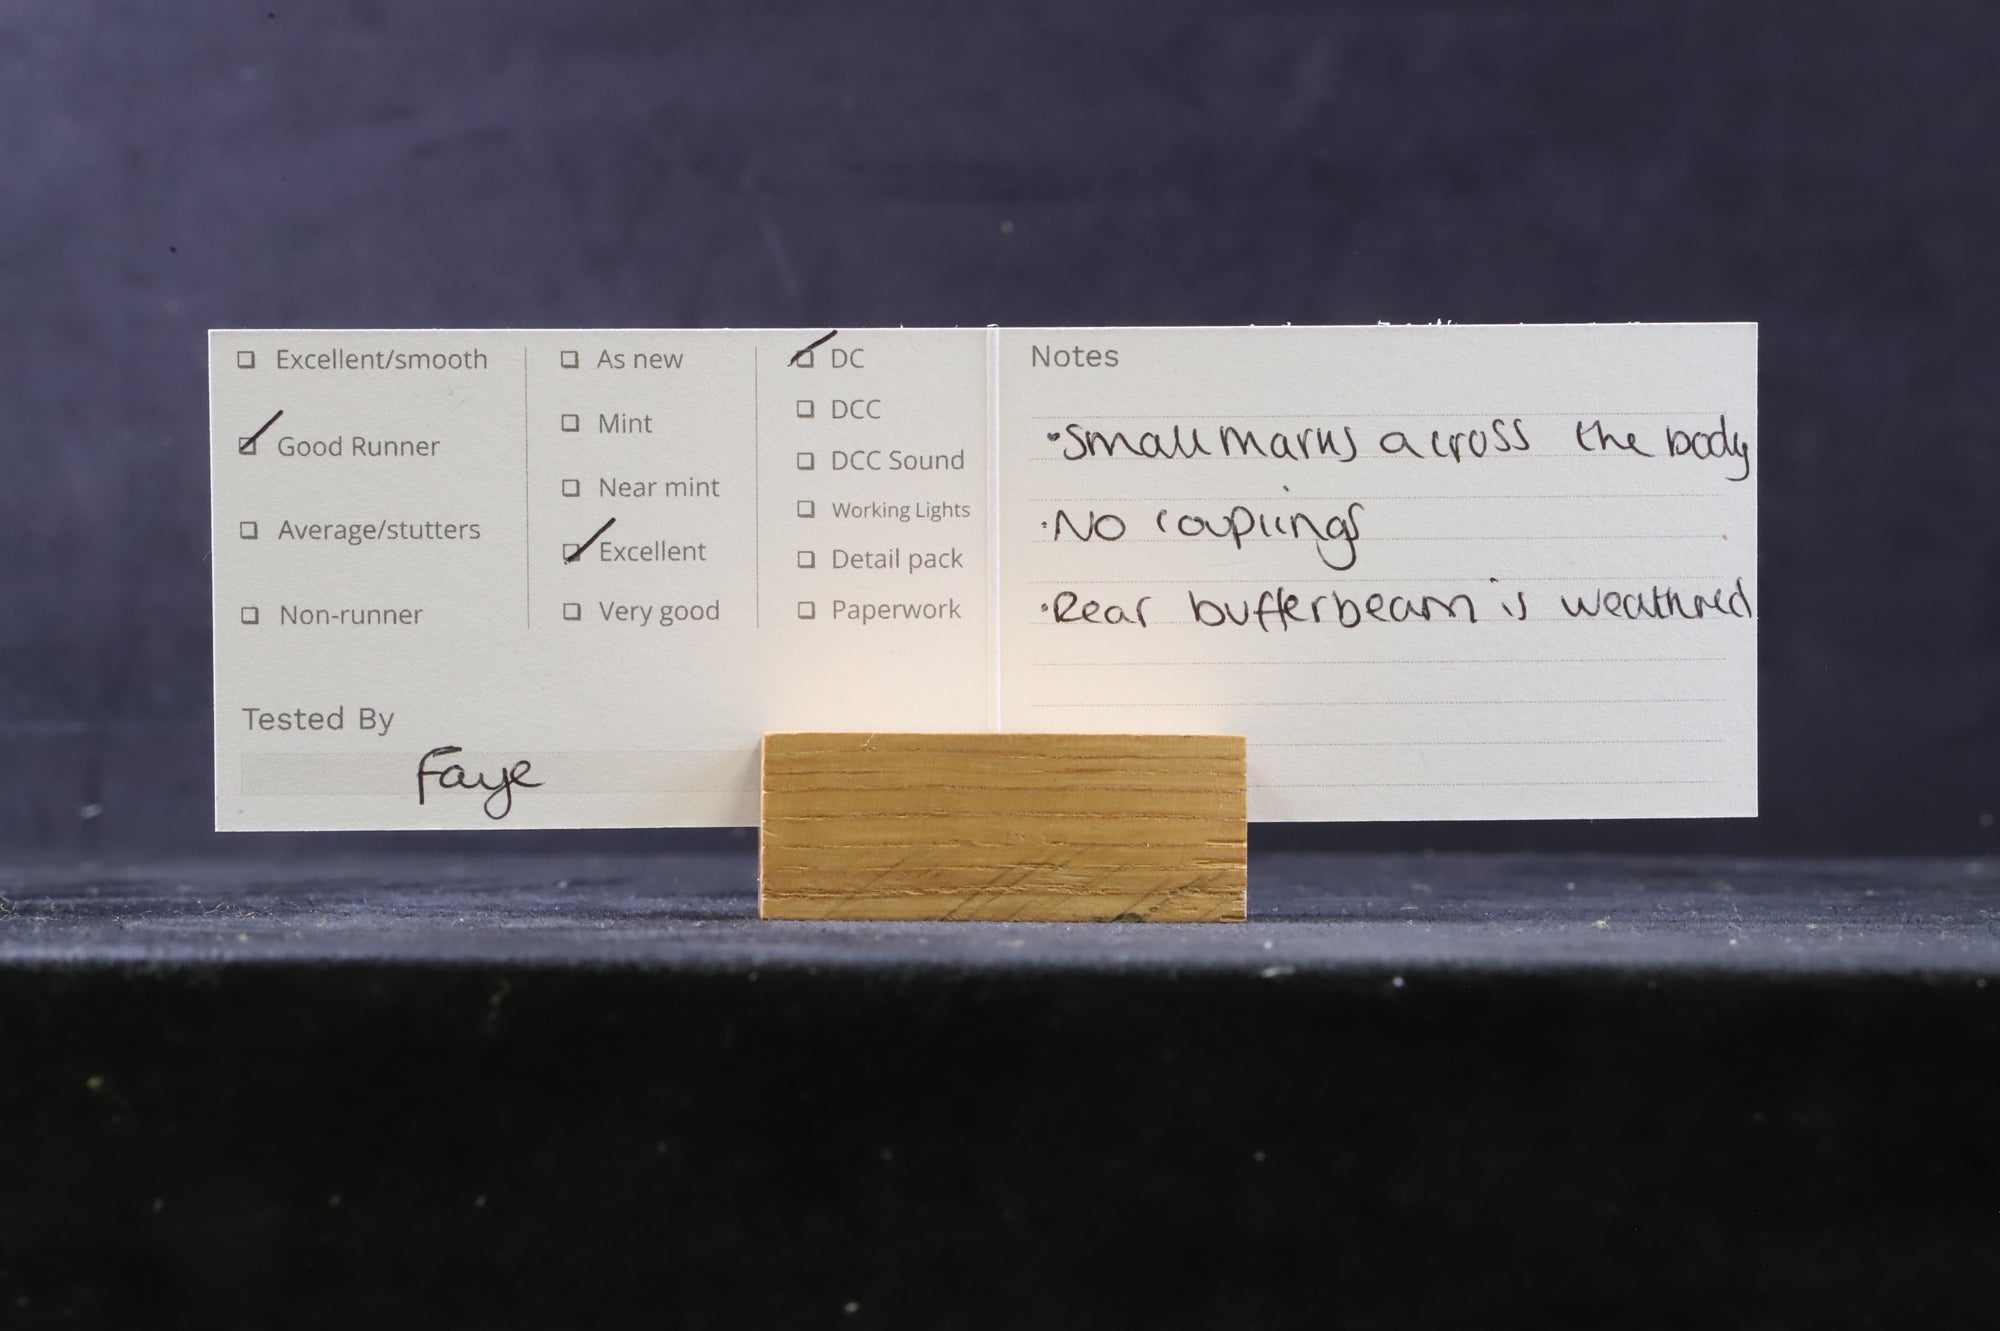 Excellent/smooth
Good Runner
Average/stutters
Non-runner
As new
Mint
Near mint
Excellent
Very good
DC
DCC
DCC Sound
Working Lights
Detail pack
Paperwork
Tested By
Faye
Notes
•Small marks across the body
•No couplings
•Rear bufferbeam is weathered